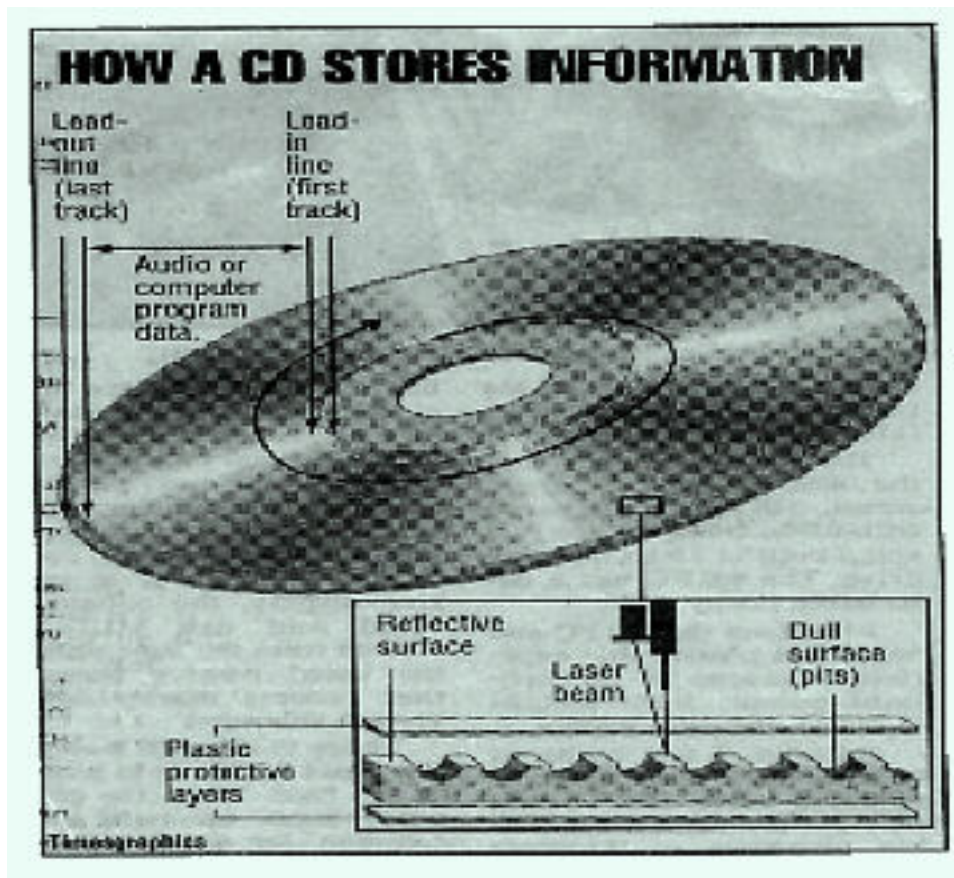 HOW A CD STORES INFORMATION
Lead-
out
line
(last
track)
Lead-
in
line
(first
track)
Audio or
computer
program
data.
Reflective
surface
Laser
beam
Dull
surface
(pits)
Plastic
protective
layers
Timesgraphics